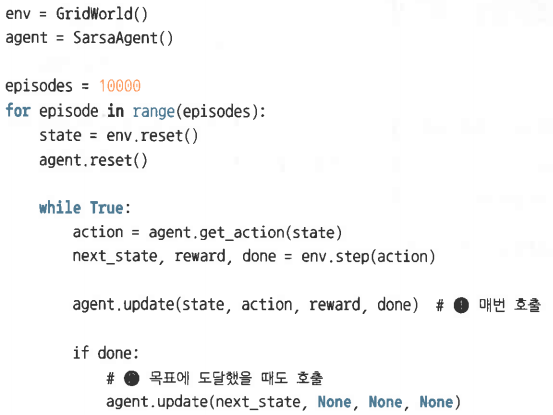 env = GridWorld()
agent = SarsaAgent()
episodes = 10000
for episode in range(episodes):
    state = env.reset()
    agent.reset()
    while True:
        action = agent.get_action(state)
        next_state, reward, done = env.step(action)
        agent.update(state, action, reward, done)  # ❶ 매번 호출
        if done:
            # ❷ 목표에 도달했을 때도 호출
            agent.update(next_state, None, None, None)